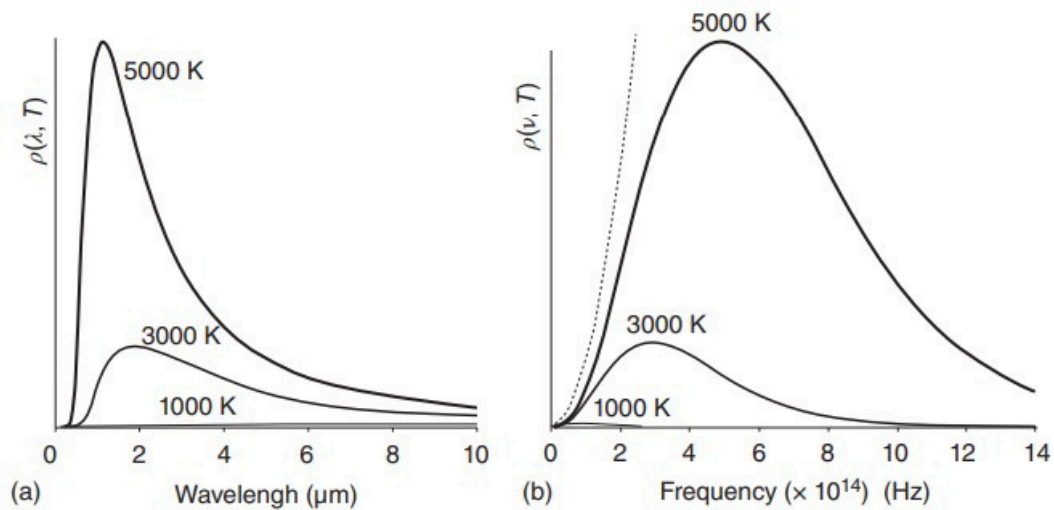 5000 K
3000 K
1000 K
ρ(λ, T)
0 2 4 6 8 10
(a) Wavelengh (μm)
5000 K
3000 K
1000 K
ρ(ν, T)
0 2 4 6 8 10 12 14
(b) Frequency (× 10¹⁴) (Hz)